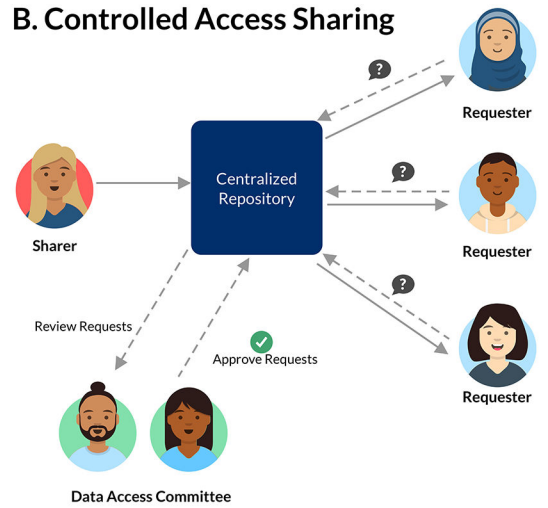 B. Controlled Access Sharing
?
Requester
Centralized
Repository
?
Sharer
Requester
?
Review Requests
Approve Requests
Requester
Data Access Committee